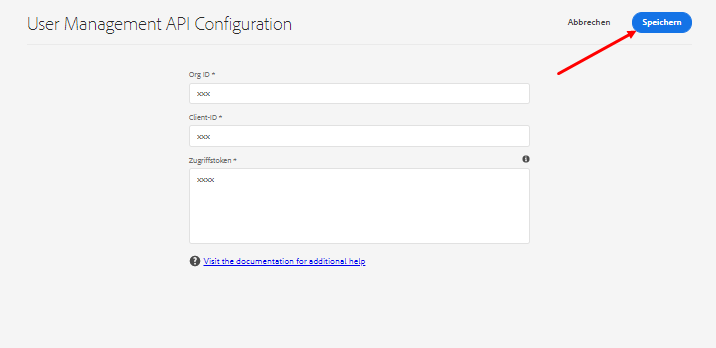 User Management API Configuration
Abbrechen
Speichern
Org ID *
xxx
Client-ID *
xxx
Zugriffstoken *
xxxx
Visit the documentation for additional help